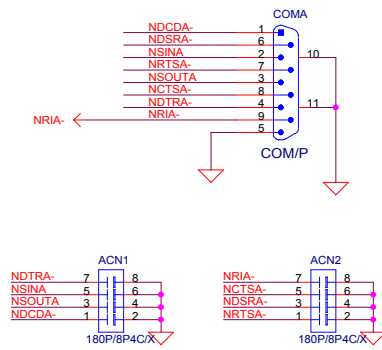 COMA
NDCDA- 1
NDSRA- 6
NSINA 2 10
NRTSA- 7
NSOUTA 3
NCTSA- 8
NDTRA- 4 11
NRIA- NRIA- 9
5
COM/P
ACN1 ACN2
NDTRA- 7 8 NRIA- 7 8
NSINA 5 6 NCTSA- 5 6
NSOUTA 3 4 NDSRA- 3 4
NDCDA- 1 2 NRTSA- 1 2
180P/8P4C/X 180P/8P4C/X